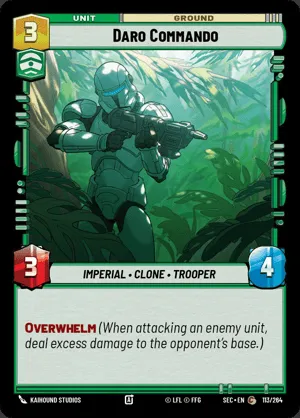 UNIT
GROUND
3
DARO COMMANDO
3
IMPERIAL • CLONE • TROOPER
4
OVERWHELM (When attacking an enemy unit,
deal excess damage to the opponent's base.)
KAIHOUND STUDIOS
© LFL © FFG
SEC • EN C 113/264